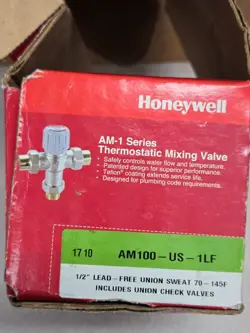 Honeywell
AM-1 Series
Thermostatic Mixing Valve
• Safely controls water flow and temperature.
• Patented design for superior performance.
• Teflon® coating extends service life.
• Designed for plumbing code requirements.
1710 AM100-US-1LF
1/2" LEAD-FREE UNION SWEAT 70-145F
INCLUDES UNION CHECK VALVES